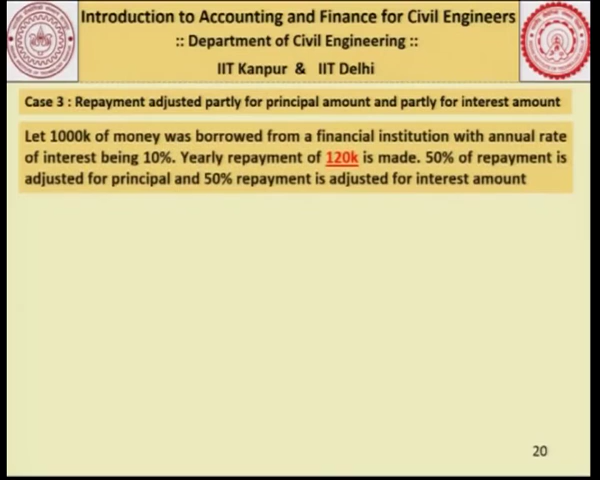 Introduction to Accounting and Finance for Civil Engineers
:: Department of Civil Engineering ::
IIT Kanpur & IIT Delhi
Case 3 : Repayment adjusted partly for principal amount and partly for interest amount
Let 1000k of money was borrowed from a financial institution with annual rate
of interest being 10%. Yearly repayment of 120k is made. 50% of repayment is
adjusted for principal and 50% repayment is adjusted for interest amount
20